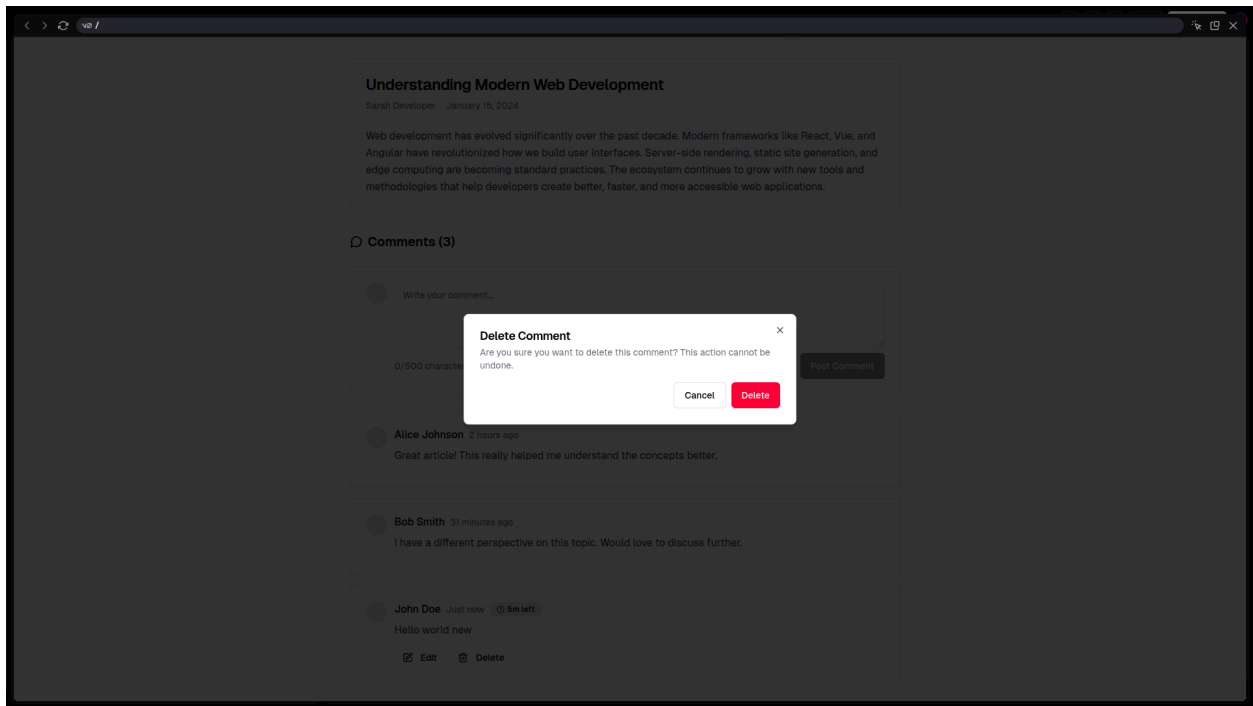 v0 /
Understanding Modern Web Development
Sarah Developer January 15, 2024
Web development has evolved significantly over the past decade. Modern frameworks like React, Vue, and
Angular have revolutionized how we build user interfaces. Server-side rendering, static site generation, and
edge computing are becoming standard practices. The ecosystem continues to grow with new tools and
methodologies that help developers create better, faster, and more accessible web applications.
Comments (3)
Write your comment...
0/500
Post Comment
Delete Comment
Are you sure you want to delete this comment? This action cannot be
undone.
Cancel Delete
Alice Johnson 2 hours ago
Great article! This really helped me understand the concepts better.
Bob Smith 31 minutes ago
I have a different perspective on this topic. Would love to discuss further.
John Doe Just now 5m left
Hello world new
Edit Delete